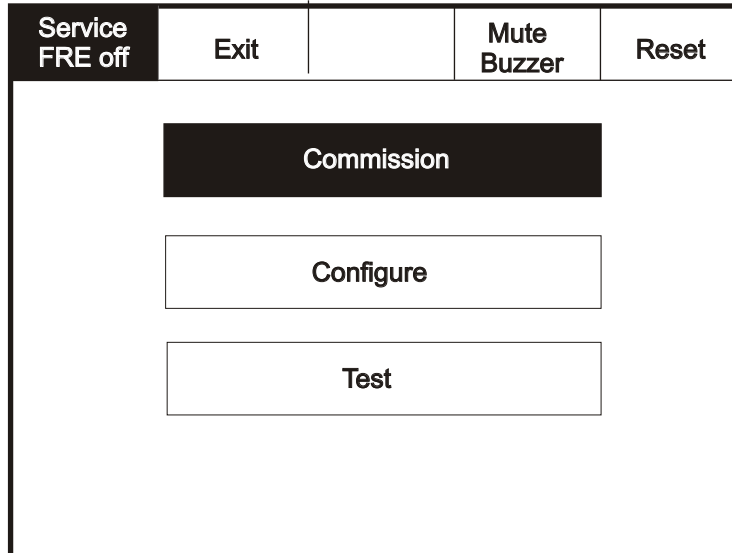 Service
FRE off
Exit
Mute
Buzzer
Reset
Commission
Configure
Test